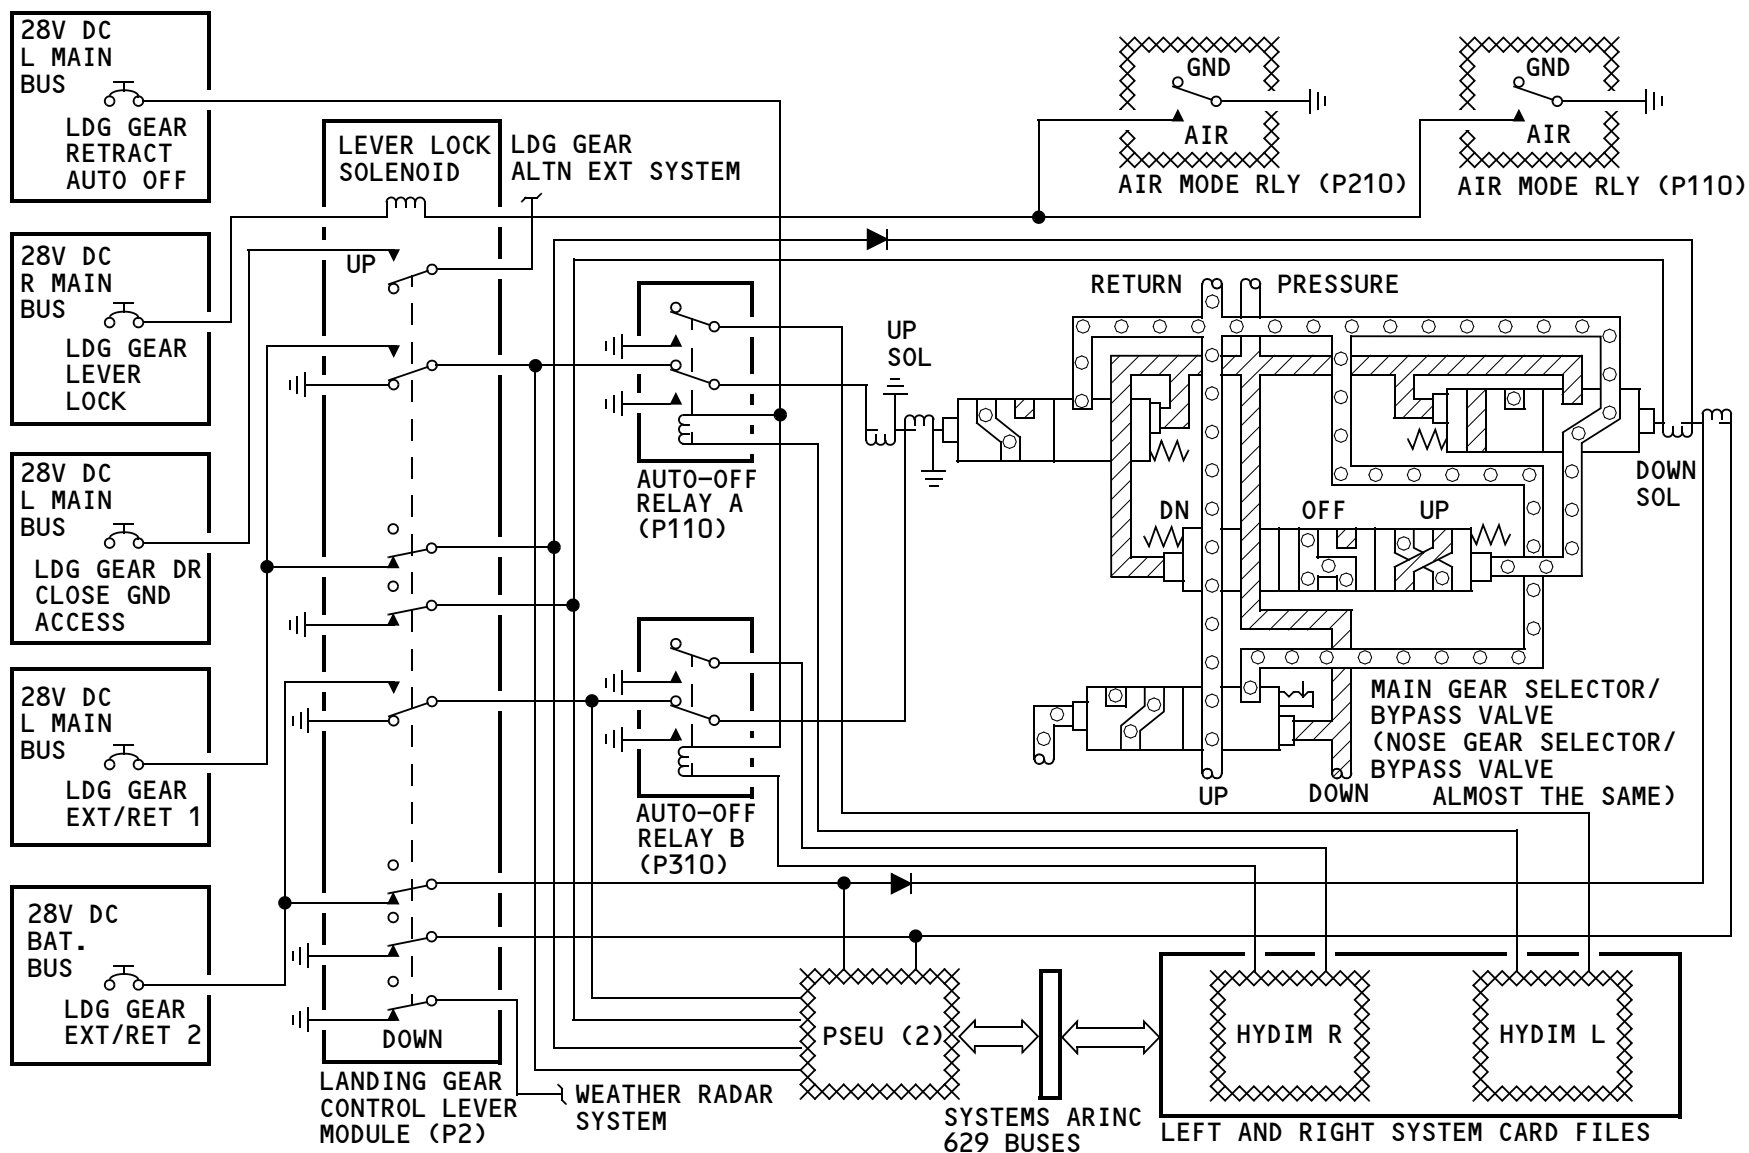 28V DC
L MAIN
BUS
LDG GEAR
RETRACT
AUTO OFF
28V DC
R MAIN
BUS
LDG GEAR
LEVER
LOCK
28V DC
L MAIN
BUS
LDG GEAR DR
CLOSE GND
ACCESS
28V DC
L MAIN
BUS
LDG GEAR
EXT/RET 1
28V DC
BAT.
BUS
LDG GEAR
EXT/RET 2
LEVER LOCK
SOLENOID
UP
DOWN
LANDING GEAR
CONTROL LEVER
MODULE (P2)
LDG GEAR
ALTN EXT SYSTEM
WEATHER RADAR
SYSTEM
AUTO-OFF
RELAY A
(P110)
AUTO-OFF
RELAY B
(P310)
GND
AIR
AIR MODE RLY (P210)
GND
AIR
AIR MODE RLY (P110)
RETURN
PRESSURE
UP
SOL
DOWN
SOL
DN
OFF
UP
UP
DOWN
MAIN GEAR SELECTOR/
BYPASS VALVE
(NOSE GEAR SELECTOR/
BYPASS VALVE
ALMOST THE SAME)
PSEU (2)
SYSTEMS ARINC
629 BUSES
HYDIM R
HYDIM L
LEFT AND RIGHT SYSTEM CARD FILES